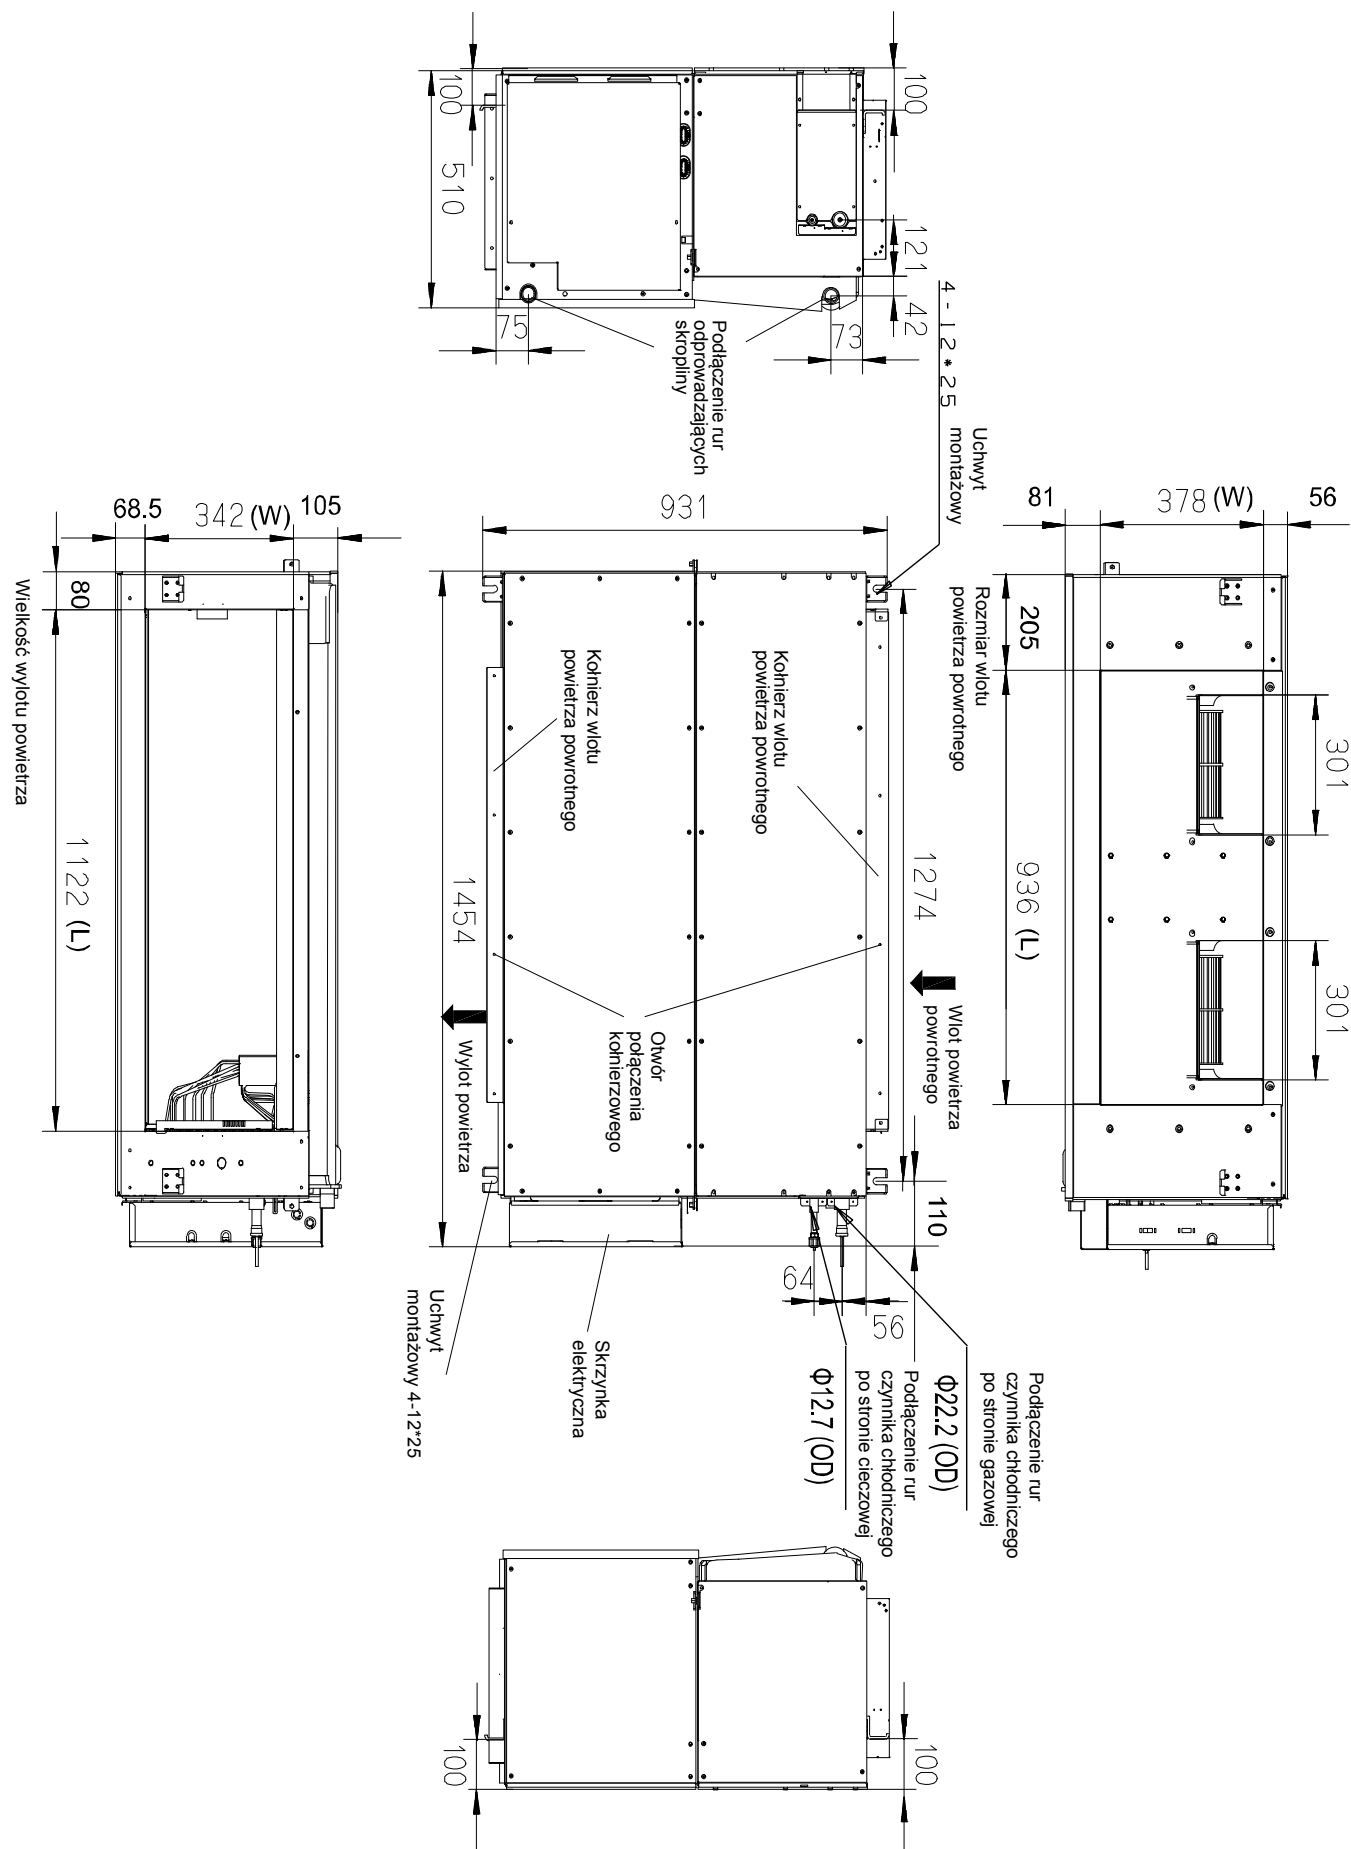 100
100
510
121
42
75
73
Podłączenie rur
odprowadzających
skropliny
4-12*25
Uchwyt
montażowy
68.5
342 (W)
105
80
1122 (L)
Wielkość wylotu powietrza
931
1454
1274
Kołnierz wlotu
powietrza powrotnego
Kołnierz wlotu
powietrza powrotnego
Otwór
połączenia
kołnierzowego
Wlot powietrza
powrotnego
Wylot powietrza
110
64
56
Uchwyt
montażowy 4-12*25
Skrzynka
elektryczna
Podłączenie rur
czynnika chłodniczego
po stronie cieczowej
Φ12.7 (OD)
Podłączenie rur
czynnika chłodniczego
po stronie gazowej
Φ22.2 (OD)
81
378 (W)
56
Rozmiar wlotu
powietrza powrotnego
205
936 (L)
301
301
100
100